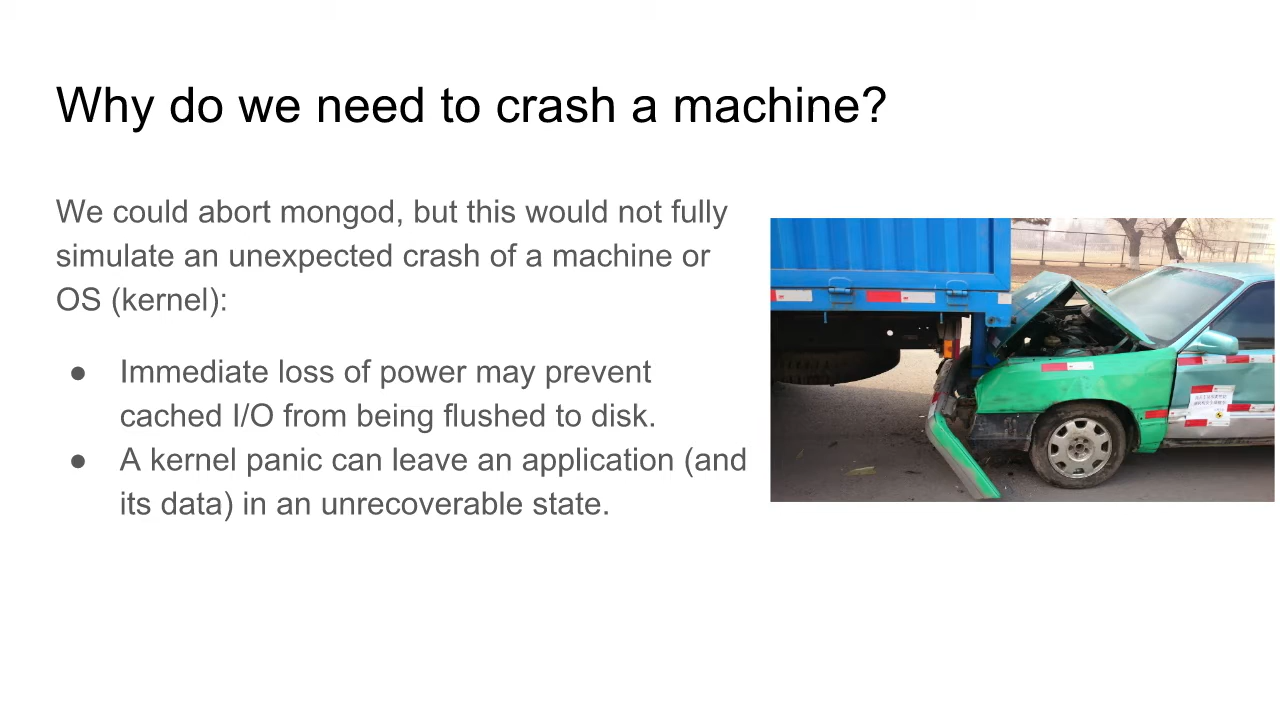 Why do we need to crash a machine?
We could abort mongod, but this would not fully
simulate an unexpected crash of a machine or
OS (kernel):
● Immediate loss of power may prevent
cached I/O from being flushed to disk.
● A kernel panic can leave an application (and
its data) in an unrecoverable state.